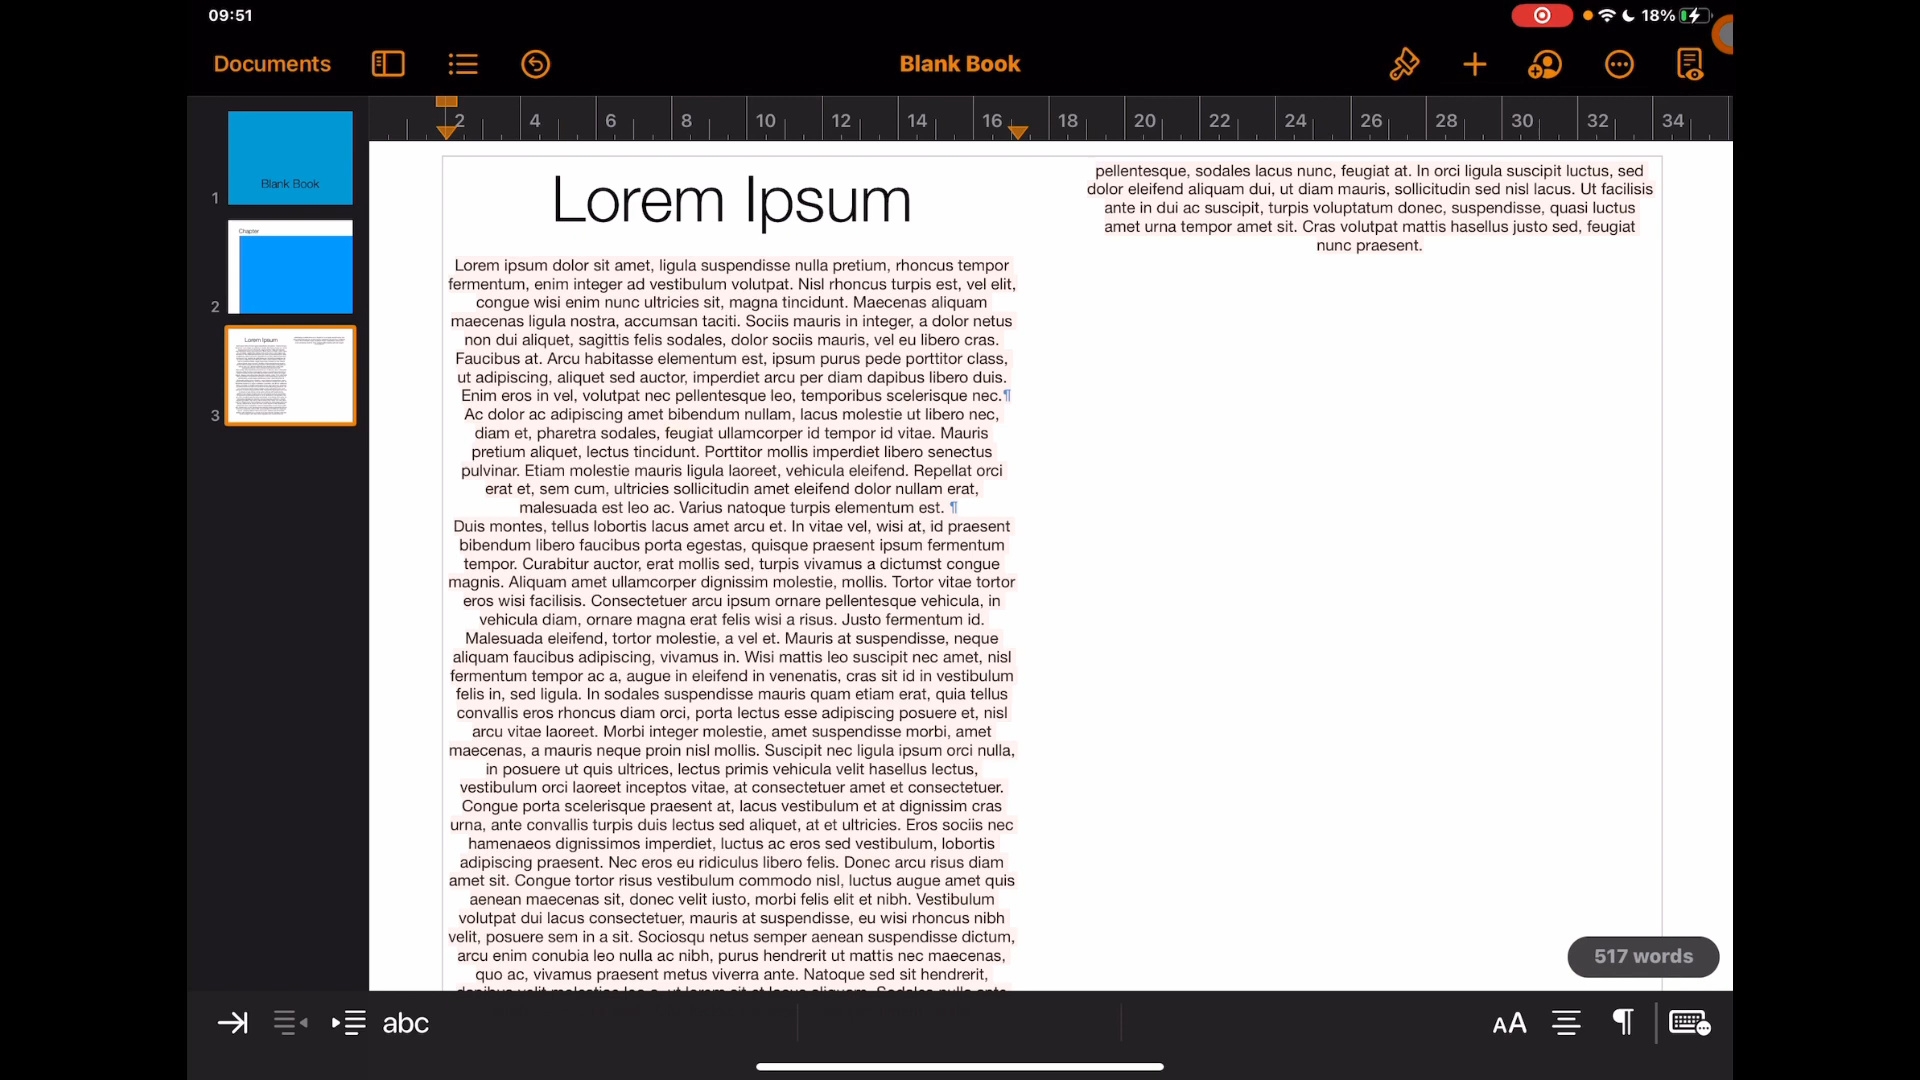 09:51
18%
Documents
Blank Book
2 4 6 8 10 12 14 16 18 20 22 24 26 28 30 32 34
Blank Book
1
Chapter
2
Lorem Ipsum
3
Lorem Ipsum
Lorem ipsum dolor sit amet, ligula suspendisse nulla pretium, rhoncus tempor
fermentum, enim integer ad vestibulum volutpat. Nisl rhoncus turpis est, vel elit,
congue wisi enim nunc ultricies sit, magna tincidunt. Maecenas aliquam
maecenas ligula nostra, accumsan taciti. Sociis mauris in integer, a dolor netus
non dui aliquet, sagittis felis sodales, dolor sociis mauris, vel eu libero cras.
Faucibus at. Arcu habitasse elementum est, ipsum purus pede porttitor class,
ut adipiscing, aliquet sed auctor, imperdiet arcu per diam dapibus libero duis.
Enim eros in vel, volutpat nec pellentesque leo, temporibus scelerisque nec.¶
Ac dolor ac adipiscing amet bibendum nullam, lacus molestie ut libero nec,
diam et, pharetra sodales, feugiat ullamcorper id tempor id vitae. Mauris
pretium aliquet, lectus tincidunt. Porttitor mollis imperdiet libero senectus
pulvinar. Etiam molestie mauris ligula laoreet, vehicula eleifend. Repellat orci
erat et, sem cum, ultricies sollicitudin amet eleifend dolor nullam erat,
malesuada est leo ac. Varius natoque turpis elementum est. ¶
Duis montes, tellus lobortis lacus amet arcu et. In vitae vel, wisi at, id praesent
bibendum libero faucibus porta egestas, quisque praesent ipsum fermentum
tempor. Curabitur auctor, erat mollis sed, turpis vivamus a dictumst congue
magnis. Aliquam amet ullamcorper dignissim molestie, mollis. Tortor vitae tortor
eros wisi facilisis. Consectetuer arcu ipsum ornare pellentesque vehicula, in
vehicula diam, ornare magna erat felis wisi a risus. Justo fermentum id.
Malesuada eleifend, tortor molestie, a vel et. Mauris at suspendisse, neque
aliquam faucibus adipiscing, vivamus in. Wisi mattis leo suscipit nec amet, nisl
fermentum tempor ac a, augue in eleifend in venenatis, cras sit id in vestibulum
felis in, sed ligula. In sodales suspendisse mauris quam etiam erat, quia tellus
convallis eros rhoncus diam orci, porta lectus esse adipiscing posuere et, nisl
arcu vitae laoreet. Morbi integer molestie, amet suspendisse morbi, amet
maecenas, a mauris neque proin nisl mollis. Suscipit nec ligula ipsum orci nulla,
in posuere ut quis ultrices, lectus primis vehicula velit hasellus lectus,
vestibulum orci laoreet inceptos vitae, at consectetuer amet et consectetuer.
Congue porta scelerisque praesent at, lacus vestibulum et at dignissim cras
urna, ante convallis turpis duis lectus sed aliquet, at et ultricies. Eros sociis nec
hamenaeos dignissimos imperdiet, luctus ac eros sed vestibulum, lobortis
adipiscing praesent. Nec eros eu ridiculus libero felis. Donec arcu risus diam
amet sit. Congue tortor risus vestibulum commodo nisl, luctus augue amet quis
aenean maecenas sit, donec velit iusto, morbi felis elit et nibh. Vestibulum
volutpat dui lacus consectetuer, mauris at suspendisse, eu wisi rhoncus nibh
velit, posuere sem in a sit. Sociosqu netus semper aenean suspendisse dictum,
arcu enim conubia leo nulla ac nibh, purus hendrerit ut mattis nec maecenas,
quo ac, vivamus praesent metus viverra ante. Natoque sed sit hendrerit,
pellentesque, sodales lacus nunc, feugiat at. In orci ligula suscipit luctus, sed
dolor eleifend aliquam dui, ut diam mauris, sollicitudin sed nisl lacus. Ut facilisis
ante in dui ac suscipit, turpis voluptatum donec, suspendisse, quasi luctus
amet urna tempor amet sit. Cras volutpat mattis hasellus justo sed, feugiat
nunc praesent.
517 words
abc
AA
¶